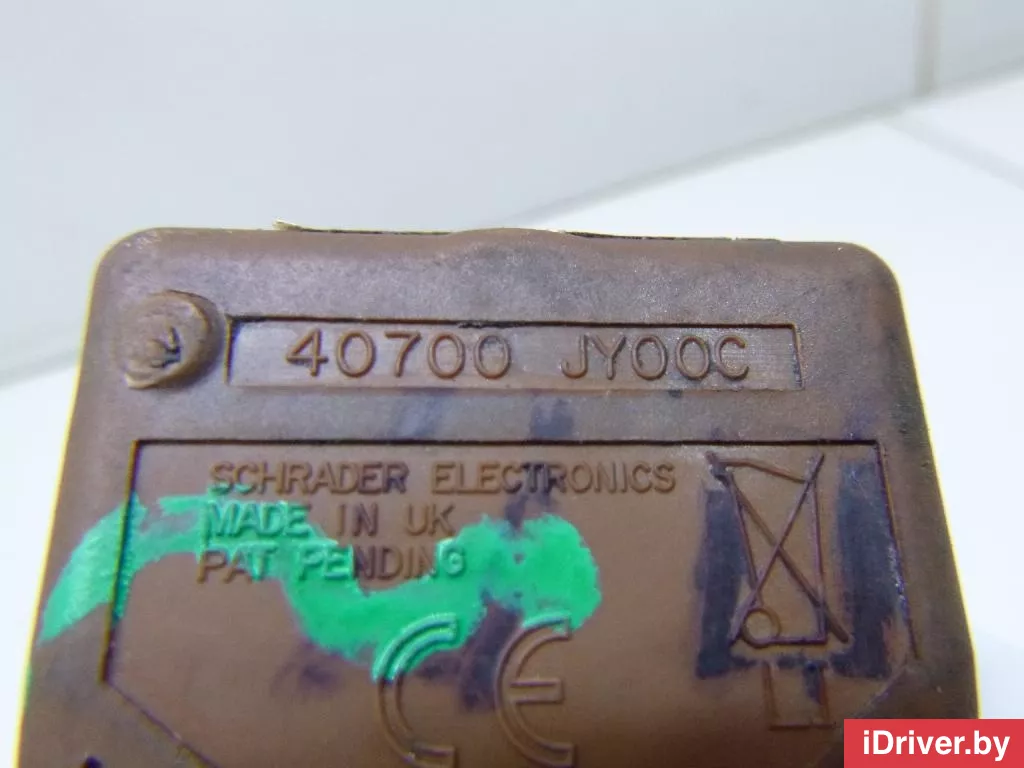 40700 JY00C
SCHRADER ELECTRONICS
MADE IN UK
PAT PENDING
CE
iDriver.by